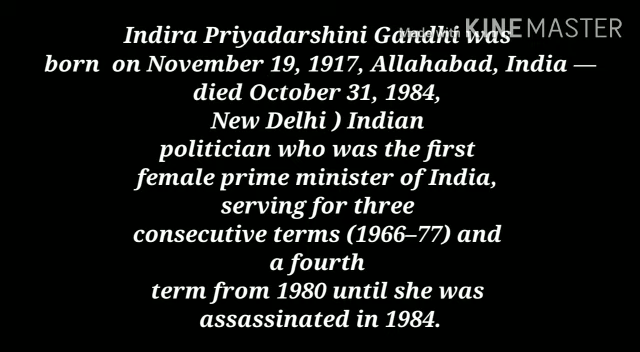 Made with KINEMASTER
Indira Priyadarshini Gandhi was
born on November 19, 1917, Allahabad, India —
died October 31, 1984,
New Delhi ) Indian
politician who was the first
female prime minister of India,
serving for three
consecutive terms (1966–77) and
a fourth
term from 1980 until she was
assassinated in 1984.